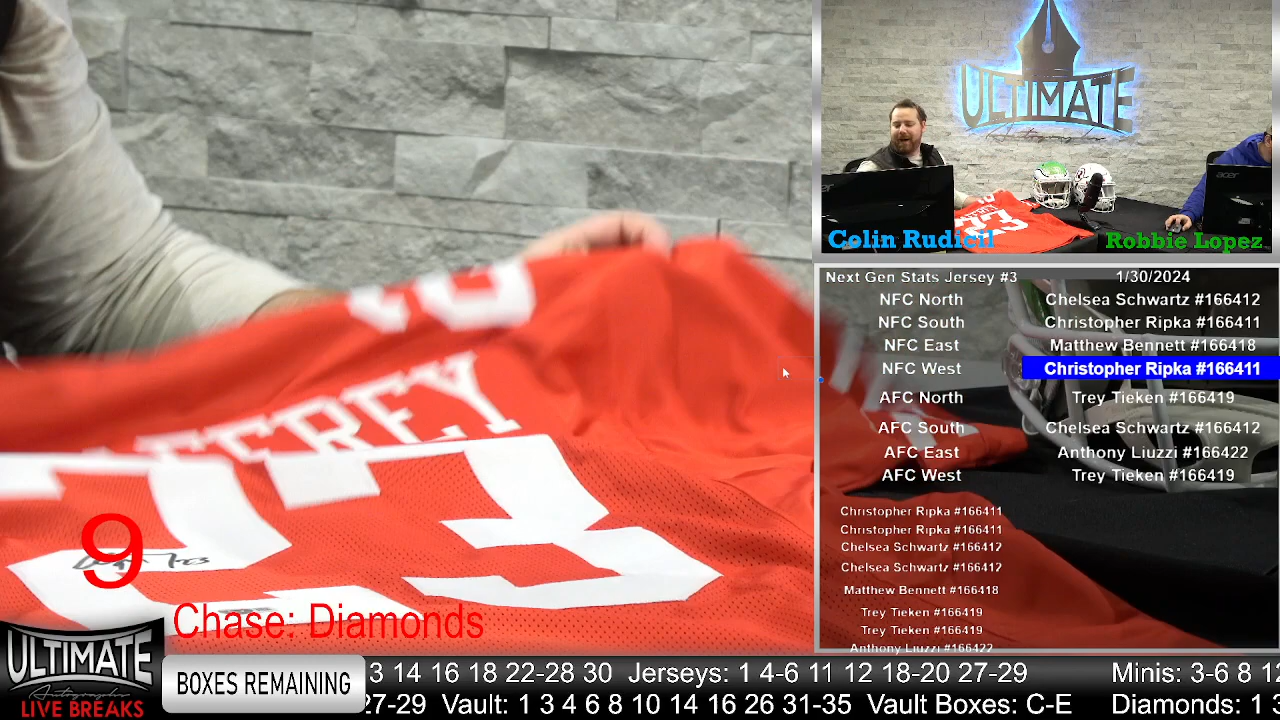 ULTIMATE
Autographs
acer
Colin Rudicil
Robbie Lopez
Next Gen Stats Jersey #3 1/30/2024
NFC North Chelsea Schwartz #166412
NFC South Christopher Ripka #166411
NFC East Matthew Bennett #166418
NFC West Christopher Ripka #166411
AFC North Trey Tieken #166419
AFC South Chelsea Schwartz #166412
AFC East Anthony Liuzzi #166422
AFC West Trey Tieken #166419
Christopher Ripka #166411
Christopher Ripka #166411
Chelsea Schwartz #166412
Chelsea Schwartz #166412
Matthew Bennett #166418
Trey Tieken #166419
Trey Tieken #166419
Anthony Liuzzi #166422
23
9
Chase: Diamonds
ULTIMATE
Autographs
LIVE BREAKS
BOXES REMAINING
3 14 16 18 22-28 30 Jerseys: 1 4-6 11 12 18-20 27-29 Minis: 3-6 8 12
27-29 Vault: 1 3 4 6 8 10 14 16 26 31-35 Vault Boxes: C-E Diamonds: 1 3